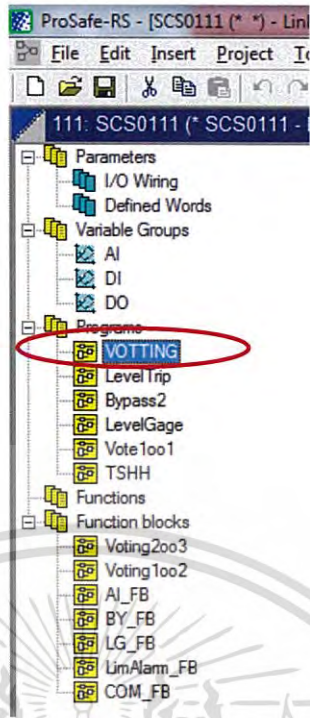 ProSafe-RS - [SCS0111 (* *) - Lin
File Edit Insert Project To
111: SCS0111 (* SCS0111 -
Parameters
I/O Wiring
Defined Words
Variable Groups
AI
DI
DO
Programs
VOTTING
LevelTrip
Bypass2
LevelGage
Vote1oo1
TSHH
Functions
Function blocks
Voting2oo3
Voting1oo2
AI_FB
BY_FB
LG_FB
LimAlarm_FB
COM_FB